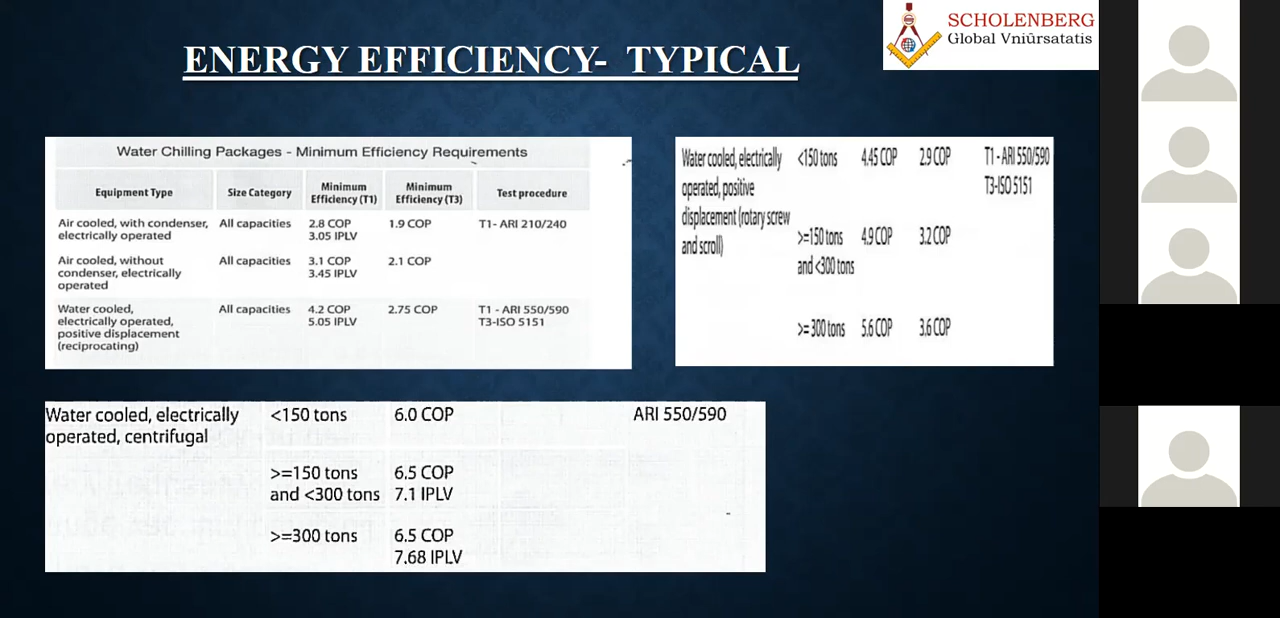 SCHOLENBERG
Global Vniūrsatatis
ENERGY EFFICIENCY- TYPICAL
Water Chilling Packages - Minimum Efficiency Requirements
Equipment Type Size Category Minimum Efficiency (T1) Minimum Efficiency (T3) Test procedure
Air cooled, with condenser, All capacities 2.8 COP 1.9 COP T1- ARI 210/240
electrically operated 3.05 IPLV
Air cooled, without All capacities 3.1 COP 2.1 COP
condenser, electrically 3.45 IPLV
operated
Water cooled, All capacities 4.2 COP 2.75 COP T1 - ARI 550/590
electrically operated, 5.05 IPLV T3-ISO 5151
positive displacement
(reciprocating)
Water cooled, electrically <150 tons 4.45 COP 2.9 COP T1 - ARI 550/590
operated, positive T3-ISO 5151
displacement (rotary screw
and scroll) >=150 tons 4.9 COP 3.2 COP
and <300 tons
>= 300 tons 5.6 COP 3.6 COP
Water cooled, electrically <150 tons 6.0 COP ARI 550/590
operated, centrifugal
>=150 tons 6.5 COP
and <300 tons 7.1 IPLV
>=300 tons 6.5 COP
7.68 IPLV